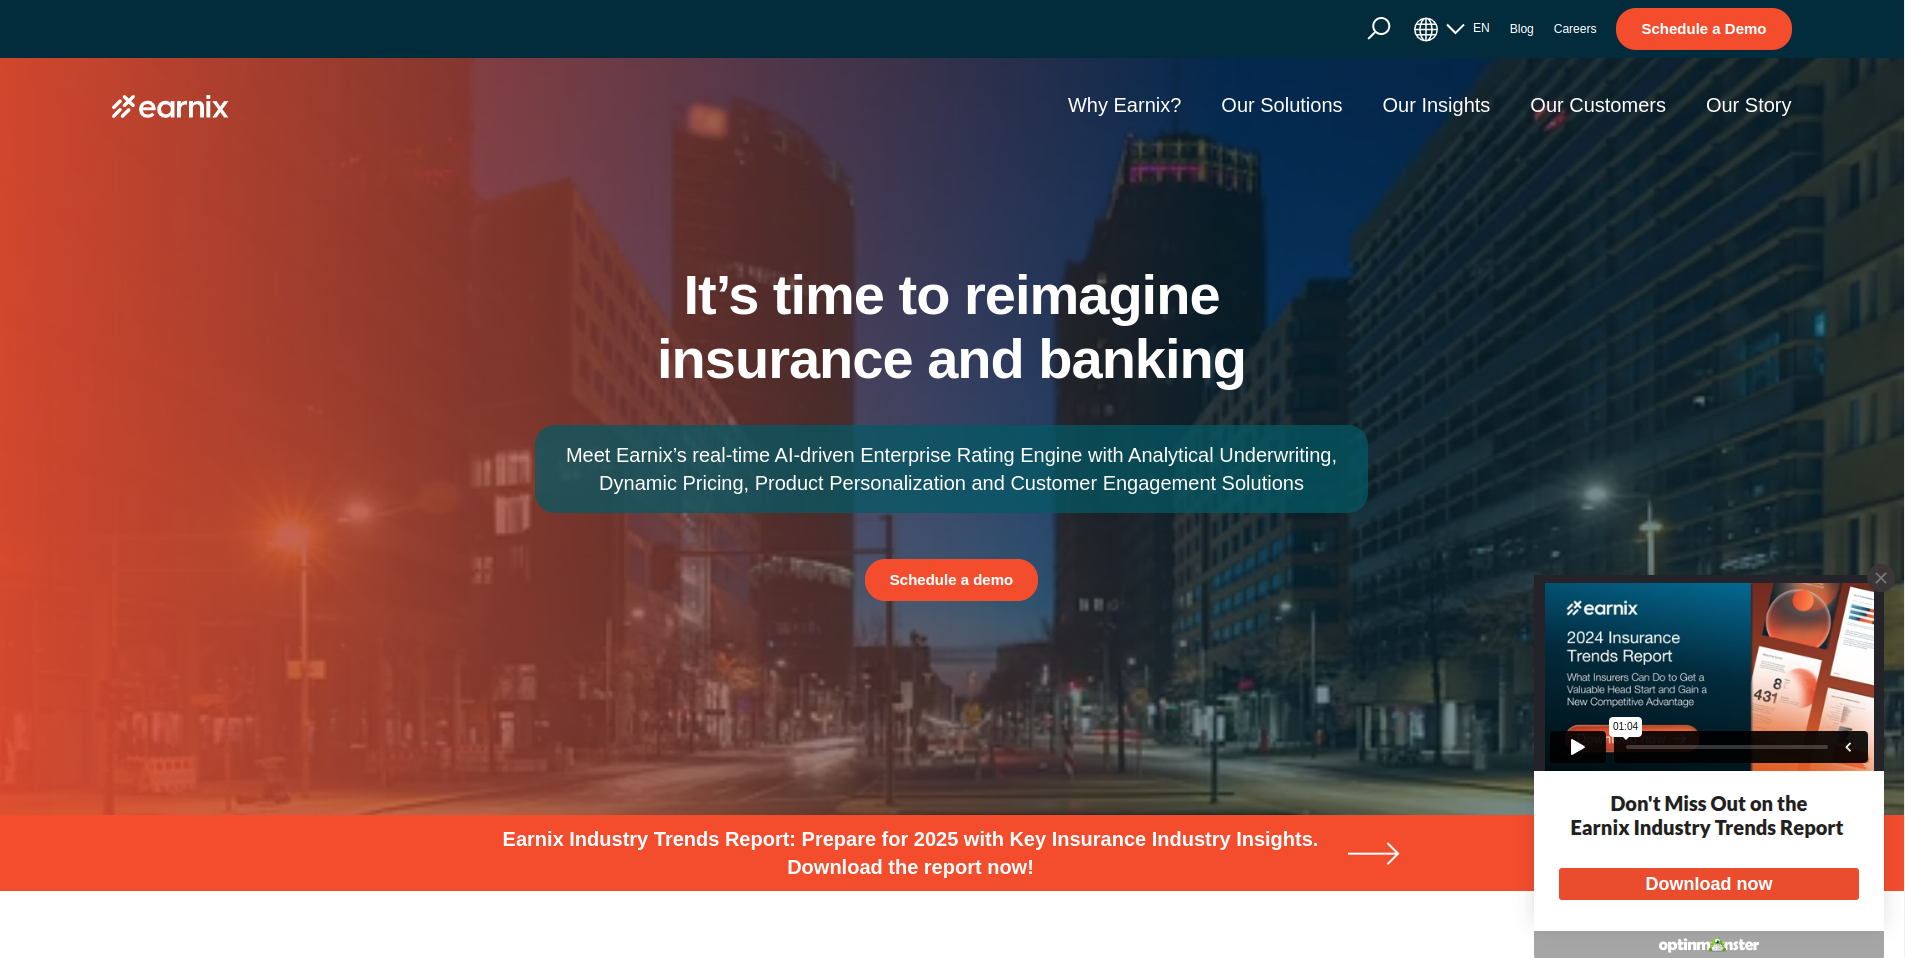 EN
Blog
Careers
Schedule a Demo
earnix
Why Earnix?
Our Solutions
Our Insights
Our Customers
Our Story
It’s time to reimagine
insurance and banking
Meet Earnix’s real-time AI-driven Enterprise Rating Engine with Analytical Underwriting,
Dynamic Pricing, Product Personalization and Customer Engagement Solutions
Schedule a demo
earnix
2024 Insurance
Trends Report
What Insurers Can Do to Get a
Valuable Head Start and Gain a
New Competitive Advantage
8
431
01:04
Don't Miss Out on the
Earnix Industry Trends Report
Download now
optinmonster
Earnix Industry Trends Report: Prepare for 2025 with Key Insurance Industry Insights.
Download the report now!